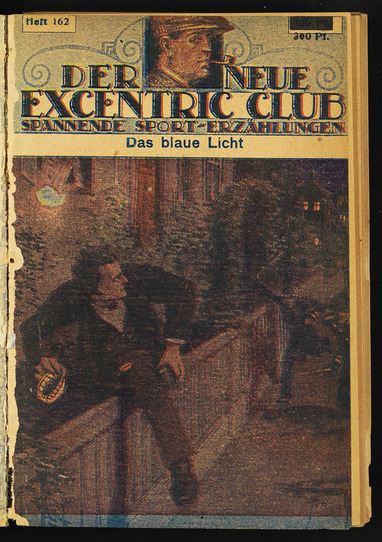 Heft 162
300 Pf.
DER NEUE
EXCENTRIC CLUB
SPANNENDE SPORT-ERZÄHLUNGEN
Das blaue Licht